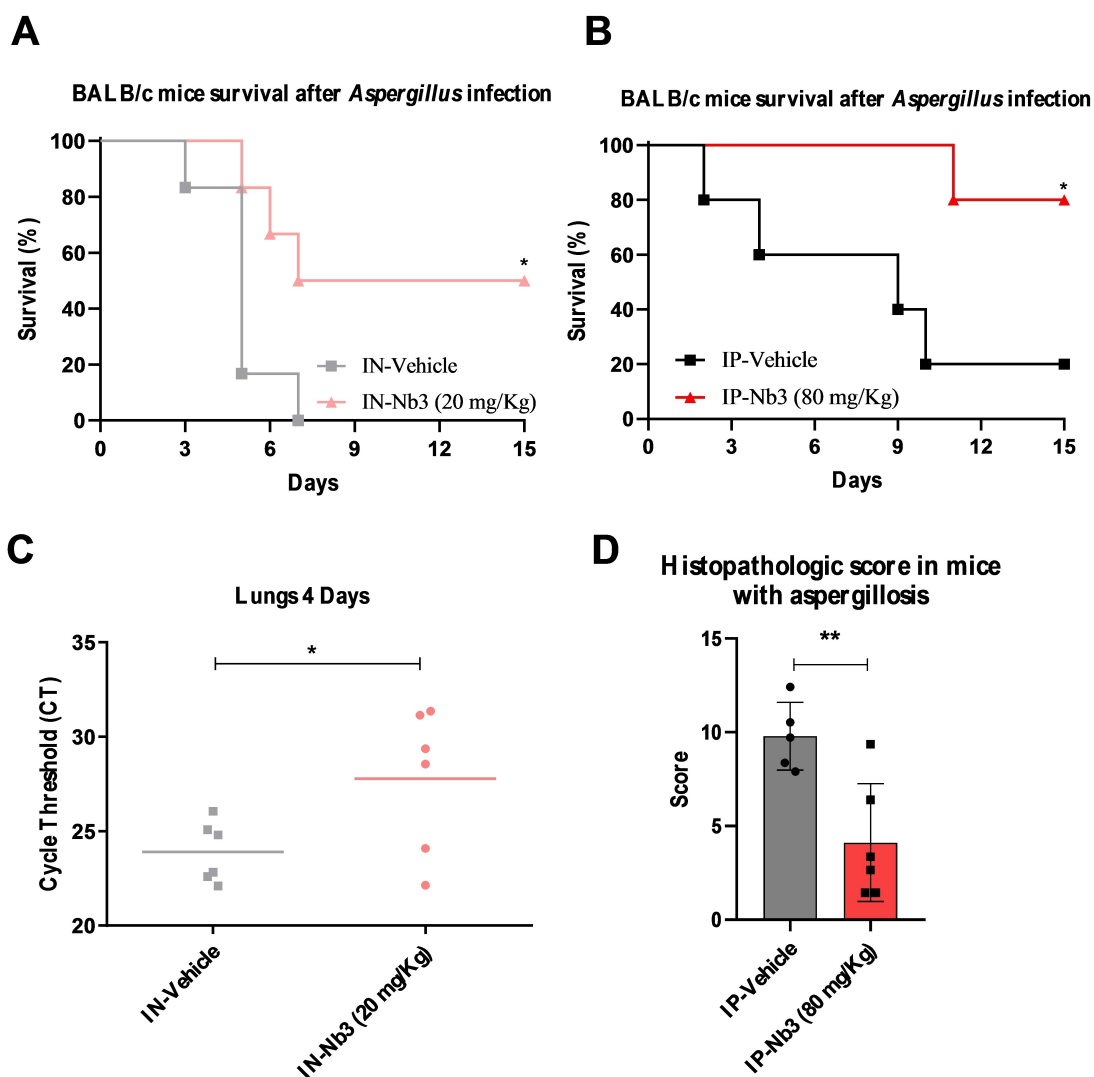 A
BALB/c mice survival after Aspergillus infection
100
80
60
40
20
0
Survival (%)
*
IN-Vehicle
IN-Nb3 (20 mg/Kg)
0 3 6 9 12 15
Days
B
BALB/c mice survival after Aspergillus infection
100
80
60
40
20
0
Survival (%)
*
IP-Vehicle
IP-Nb3 (80 mg/Kg)
0 3 6 9 12 15
Days
C
Lungs 4 Days
35
30
25
20
Cycle Threshold (CT)
*
IN-Vehicle
IN-Nb3 (20 mg/Kg)
D
Histopathologic score in mice
with aspergillosis
15
10
5
0
Score
**
IP-Vehicle
IP-Nb3 (80 mg/Kg)